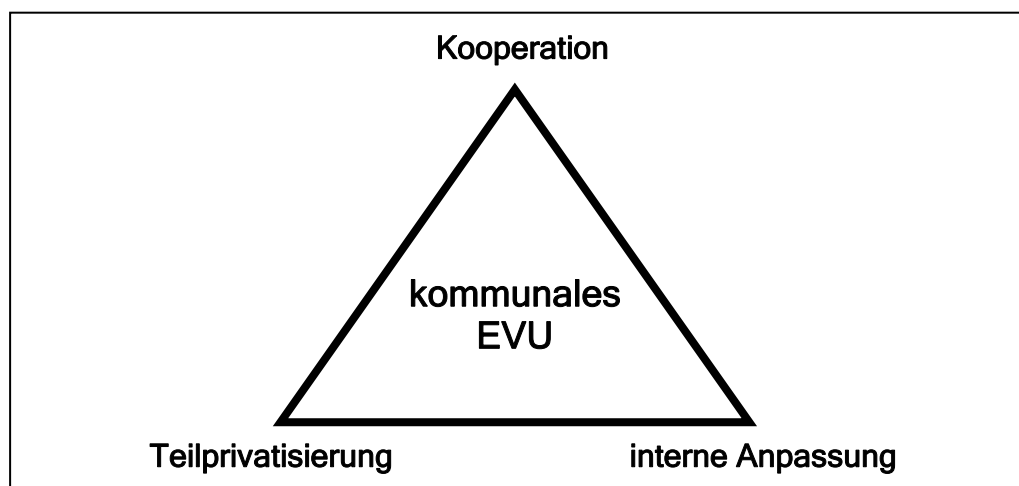 Kooperation
kommunales
EVU
Teilprivatisierung
interne Anpassung